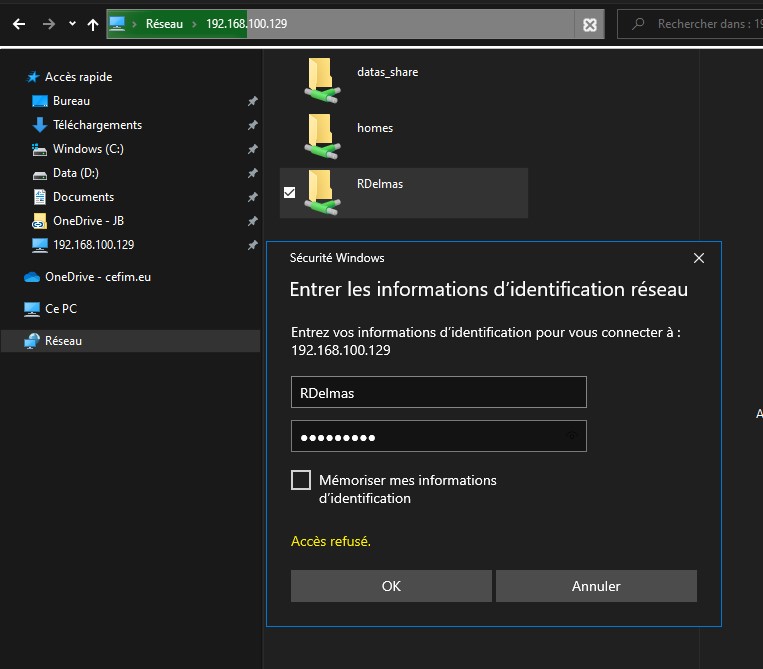 Réseau > 192.168.100.129
Rechercher dans : 19
Accès rapide
Bureau
Téléchargements
Windows (C:)
Data (D:)
Documents
OneDrive - JB
192.168.100.129
OneDrive - cefim.eu
Ce PC
Réseau
datas_share
homes
RDelmas
Sécurité Windows
Entrer les informations d'identification réseau
Entrez vos informations d'identification pour vous connecter à :
192.168.100.129
RDelmas
●●●●●●●●●
Mémoriser mes informations
d'identification
Accès refusé.
OK
Annuler
A